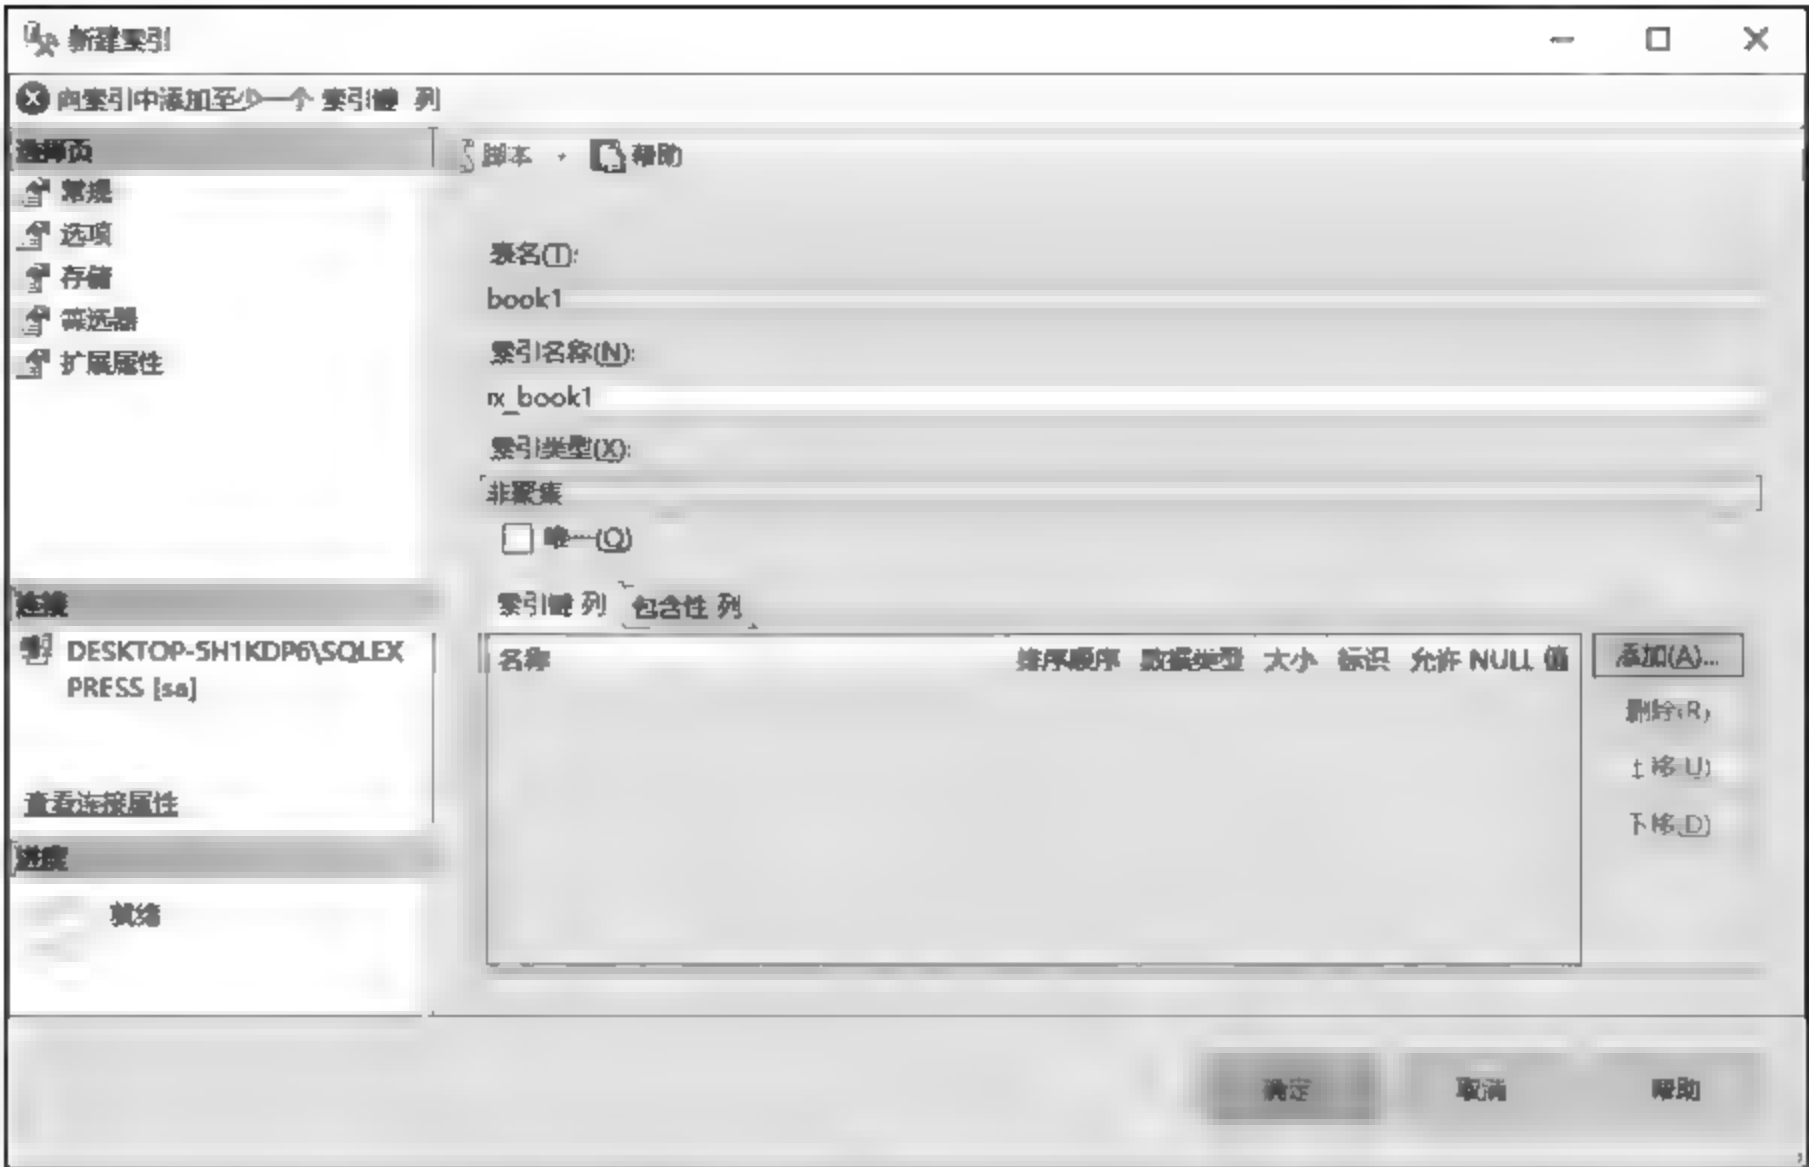 新建索引
向索引中添加至少一个 索引键 列
选择页
常规
选项
存储
筛选器
扩展属性
连接
DESKTOP-5H1KDP6\SQLEX
PRESS [sa]
查看连接属性
进度
就绪
脚本
帮助
表名(T):
book1
索引名称(N):
ix_book1
索引类型(X):
非聚集
唯一(Q)
索引键 列 包含性 列
名称 排序顺序 数据类型 大小 标识 允许 NULL 值
添加(A)...
删除(R)
上移(U)
下移(D)
确定 取消 帮助